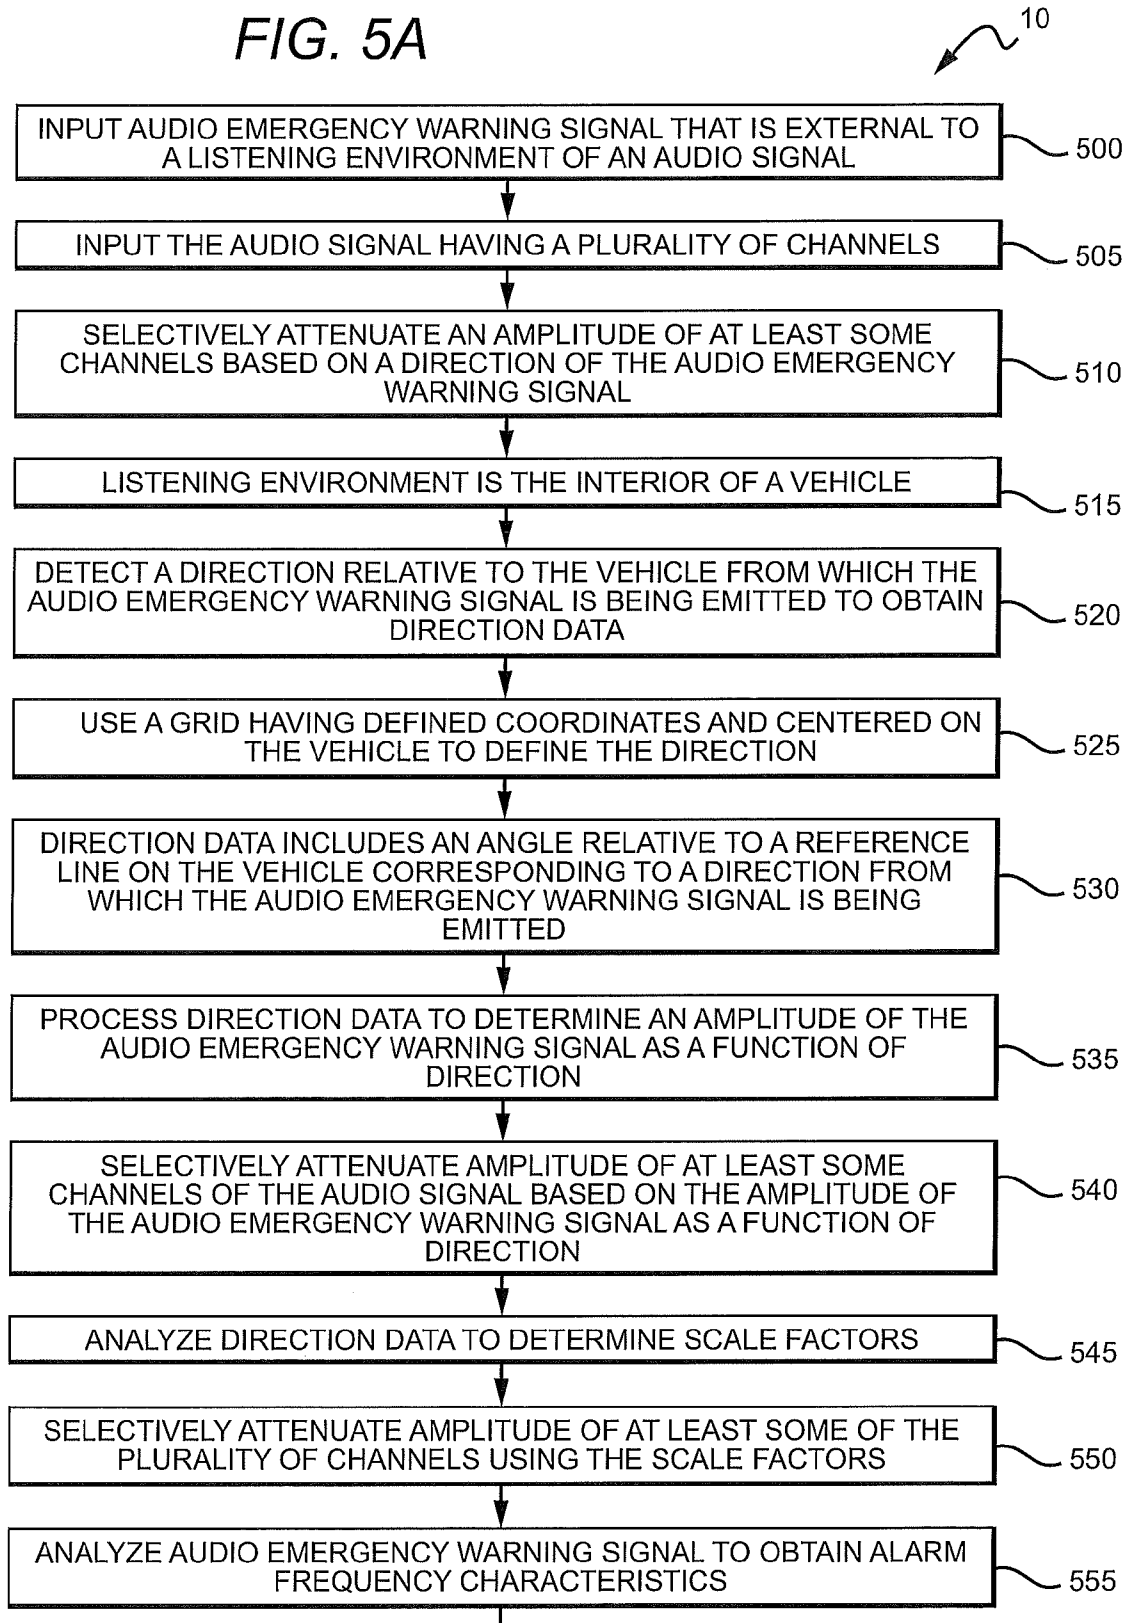 FIG. 5A
10
INPUT AUDIO EMERGENCY WARNING SIGNAL THAT IS EXTERNAL TO
A LISTENING ENVIRONMENT OF AN AUDIO SIGNAL
500
INPUT THE AUDIO SIGNAL HAVING A PLURALITY OF CHANNELS
505
SELECTIVELY ATTENUATE AN AMPLITUDE OF AT LEAST SOME
CHANNELS BASED ON A DIRECTION OF THE AUDIO EMERGENCY
WARNING SIGNAL
510
LISTENING ENVIRONMENT IS THE INTERIOR OF A VEHICLE
515
DETECT A DIRECTION RELATIVE TO THE VEHICLE FROM WHICH THE
AUDIO EMERGENCY WARNING SIGNAL IS BEING EMITTED TO OBTAIN
DIRECTION DATA
520
USE A GRID HAVING DEFINED COORDINATES AND CENTERED ON
THE VEHICLE TO DEFINE THE DIRECTION
525
DIRECTION DATA INCLUDES AN ANGLE RELATIVE TO A REFERENCE
LINE ON THE VEHICLE CORRESPONDING TO A DIRECTION FROM
WHICH THE AUDIO EMERGENCY WARNING SIGNAL IS BEING
EMITTED
530
PROCESS DIRECTION DATA TO DETERMINE AN AMPLITUDE OF THE
AUDIO EMERGENCY WARNING SIGNAL AS A FUNCTION OF
DIRECTION
535
SELECTIVELY ATTENUATE AMPLITUDE OF AT LEAST SOME
CHANNELS OF THE AUDIO SIGNAL BASED ON THE AMPLITUDE OF
THE AUDIO EMERGENCY WARNING SIGNAL AS A FUNCTION OF
DIRECTION
540
ANALYZE DIRECTION DATA TO DETERMINE SCALE FACTORS
545
SELECTIVELY ATTENUATE AMPLITUDE OF AT LEAST SOME OF THE
PLURALITY OF CHANNELS USING THE SCALE FACTORS
550
ANALYZE AUDIO EMERGENCY WARNING SIGNAL TO OBTAIN ALARM
FREQUENCY CHARACTERISTICS
555